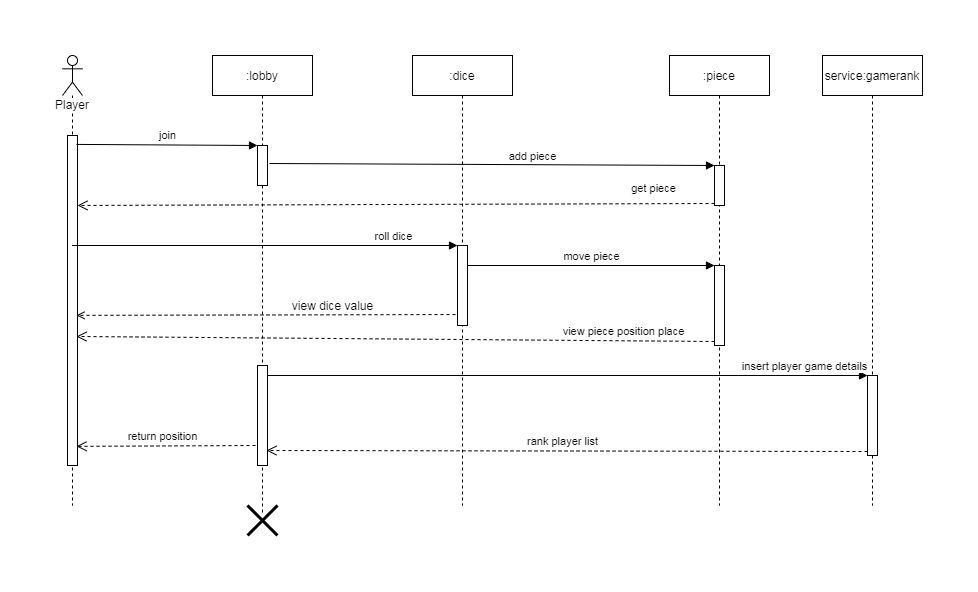 :lobby
:dice
:piece
service:gamerank
Player
join
add piece
get piece
roll dice
move piece
view dice value
view piece position place
insert player game details
return position
rank player list